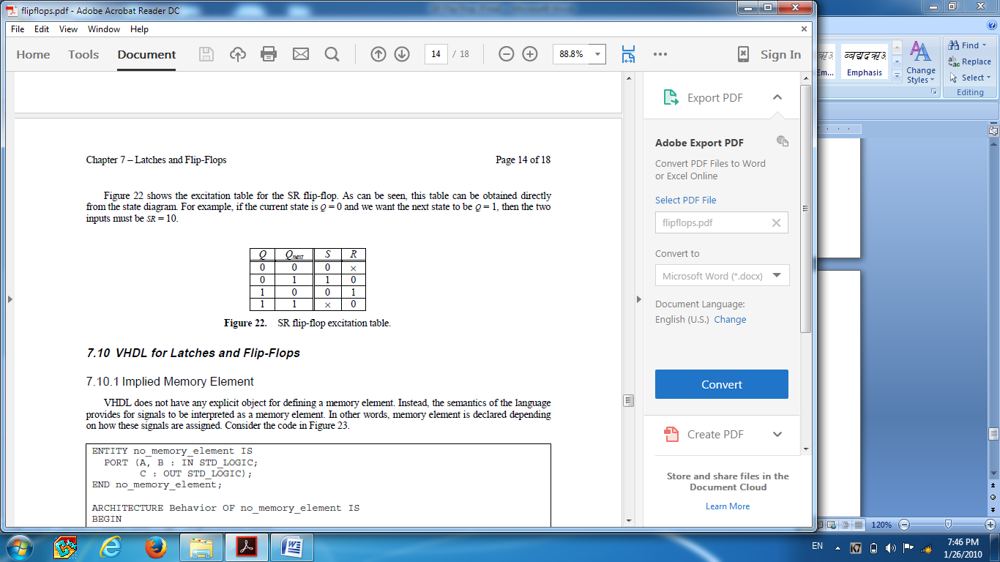 flipflops.pdf - Adobe Acrobat Reader DC
File Edit View Window Help
Home Tools Document 14 / 18 88.8% Sign In
Chapter 7 – Latches and Flip-Flops Page 14 of 18
Figure 22 shows the excitation table for the SR flip-flop. As can be seen, this table can be obtained directly
from the state diagram. For example, if the current state is Q = 0 and we want the next state to be Q = 1, then the two
inputs must be SR = 10.
Q Qnext S R
0 0 0 ×
0 1 1 0
1 0 0 1
1 1 × 0
Figure 22. SR flip-flop excitation table.
7.10 VHDL for Latches and Flip-Flops
7.10.1 Implied Memory Element
VHDL does not have any explicit object for defining a memory element. Instead, the semantics of the language
provides for signals to be interpreted as a memory element. In other words, memory element is declared depending
on how these signals are assigned. Consider the code in Figure 23.
ENTITY no_memory_element IS
PORT (A, B : IN STD_LOGIC;
C : OUT STD_LOGIC);
END no_memory_element;
ARCHITECTURE Behavior OF no_memory_element IS
BEGIN
Export PDF
Adobe Export PDF
Convert PDF Files to Word
or Excel Online
Select PDF File
flipflops.pdf
Convert to
Microsoft Word (*.docx)
Document Language:
English (U.S.) Change
Convert
Create PDF
Store and share files in the
Document Cloud
Learn More
Em...
Emphasis
Change
Styles
Find
Replace
Select
Editing
120%
EN
7:46 PM
1/26/2010